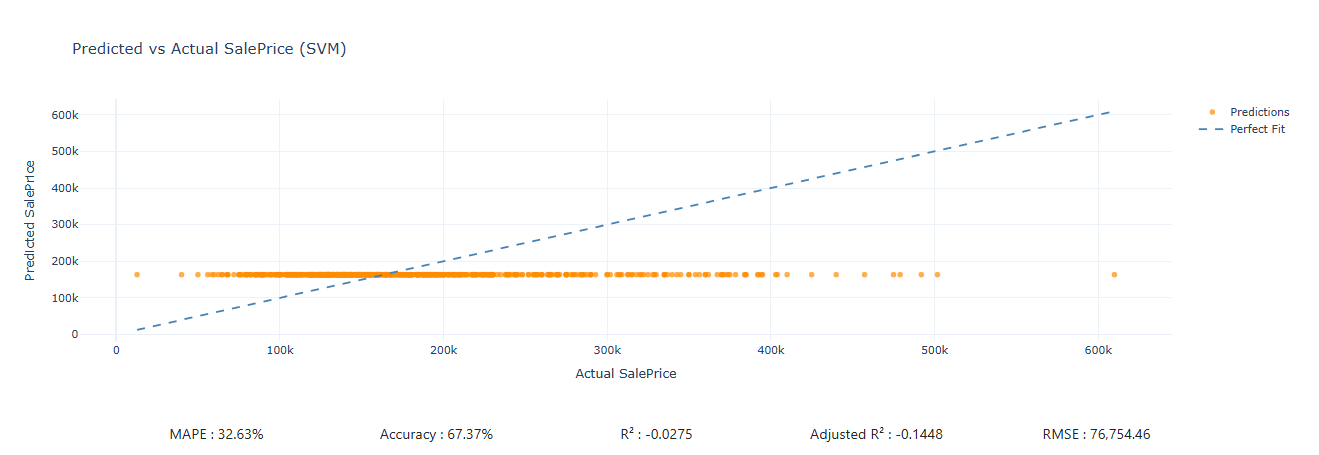 Predicted vs Actual SalePrice (SVM)
Predictions
Perfect Fit
Predicted SalePrice
600k
500k
400k
300k
200k
100k
0
0 100k 200k 300k 400k 500k 600k
Actual SalePrice
MAPE : 32.63% Accuracy : 67.37% R² : -0.0275 Adjusted R² : -0.1448 RMSE : 76,754.46